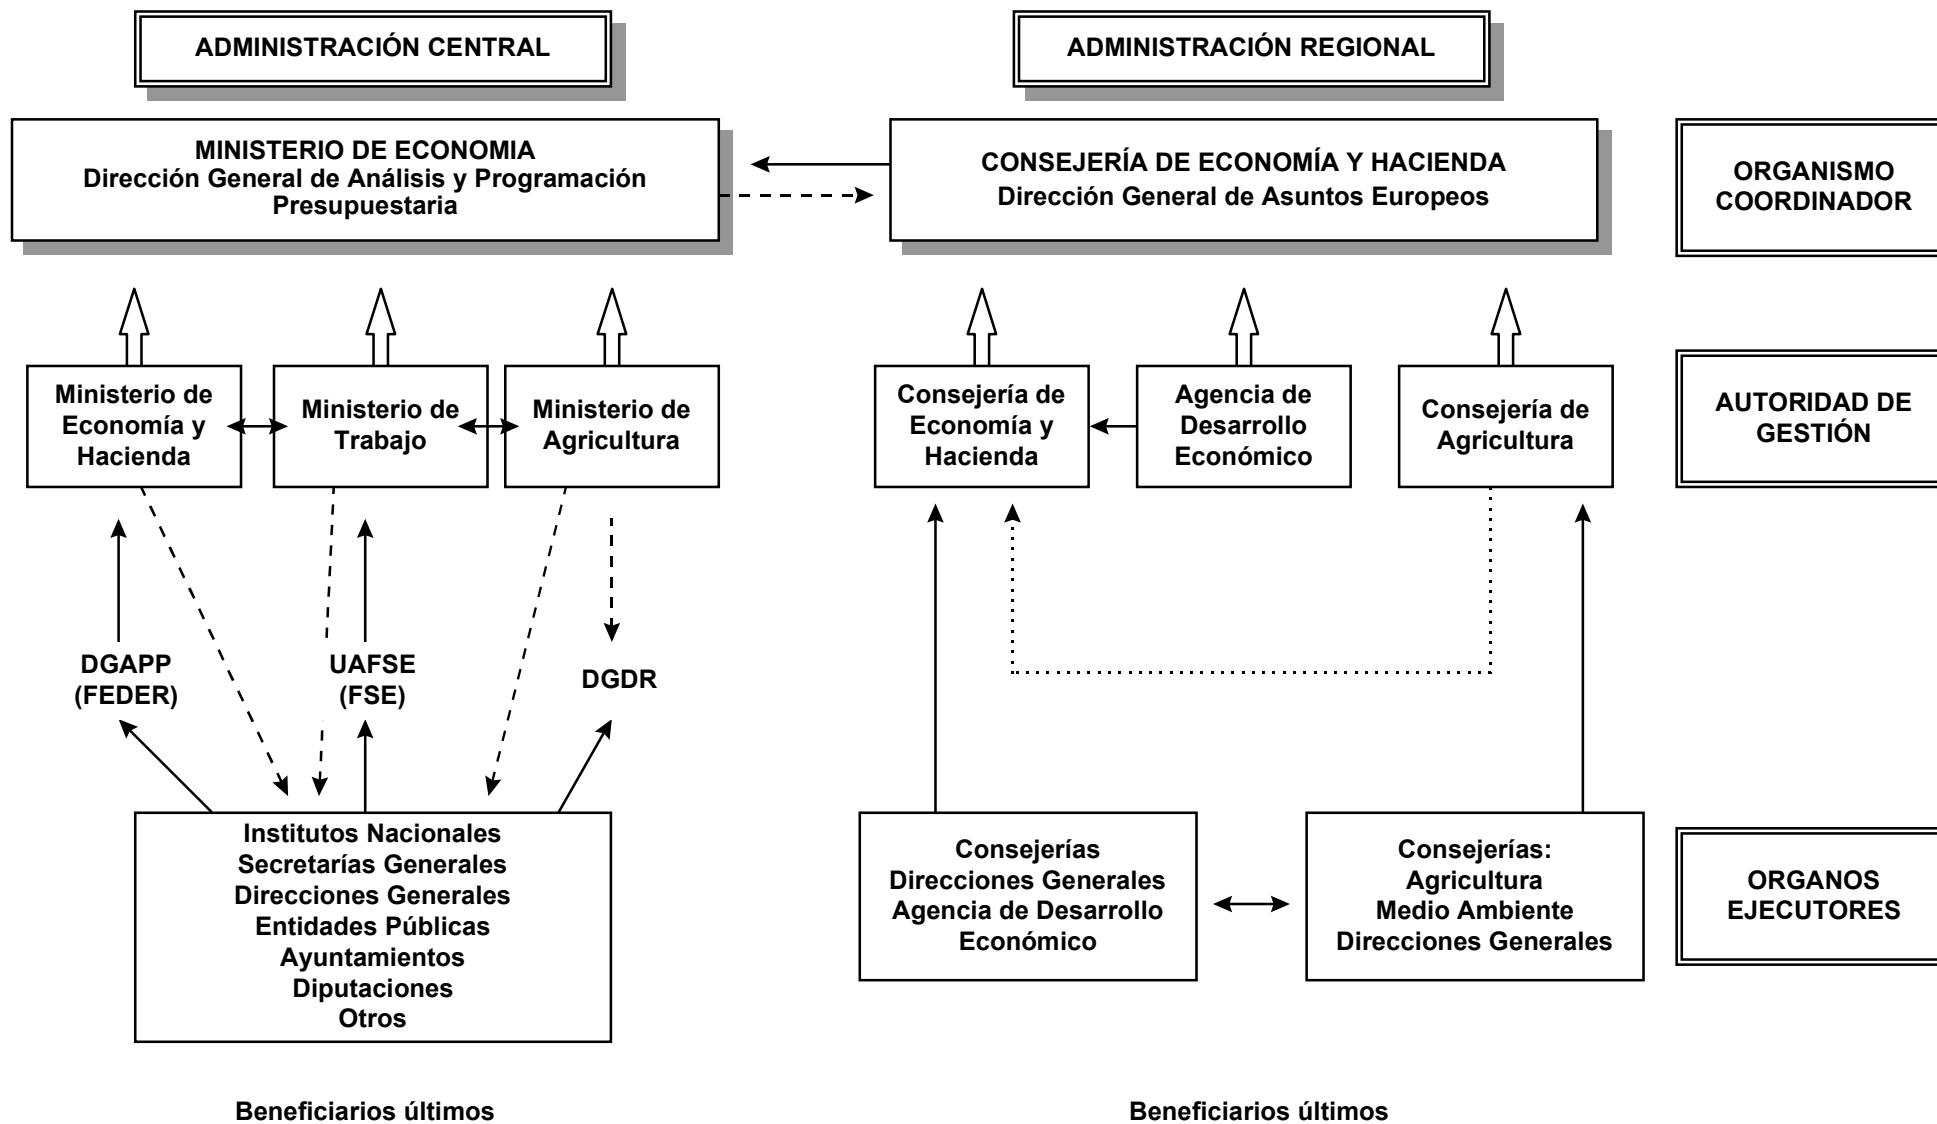 ADMINISTRACIÓN CENTRAL
ADMINISTRACIÓN REGIONAL
MINISTERIO DE ECONOMIA
Dirección General de Análisis y Programación
Presupuestaria
CONSEJERÍA DE ECONOMÍA Y HACIENDA
Dirección General de Asuntos Europeos
ORGANISMO
COORDINADOR
Ministerio de
Economía y
Hacienda
Ministerio de
Trabajo
Ministerio de
Agricultura
Consejería de
Economía y
Hacienda
Agencia de
Desarrollo
Económico
Consejería de
Agricultura
AUTORIDAD DE
GESTIÓN
DGAPP
(FEDER)
UAFSE
(FSE)
DGDR
Institutos Nacionales
Secretarías Generales
Direcciones Generales
Entidades Públicas
Ayuntamientos
Diputaciones
Otros
Consejerías
Direcciones Generales
Agencia de Desarrollo
Económico
Consejerías:
Agricultura
Medio Ambiente
Direcciones Generales
ORGANOS
EJECUTORES
Beneficiarios últimos
Beneficiarios últimos